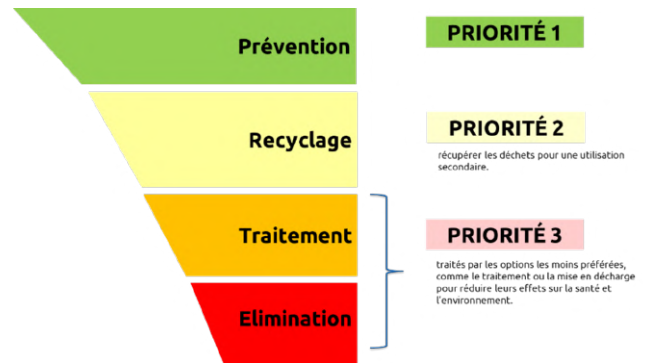 Prévention
PRIORITÉ 1
Recyclage
PRIORITÉ 2
récupérer les déchets pour une utilisation
secondaire.
Traitement
PRIORITÉ 3
traités par les options les moins préférées,
comme le traitement ou la mise en décharge
pour réduire leurs effets sur la santé et
l'environnement.
Elimination